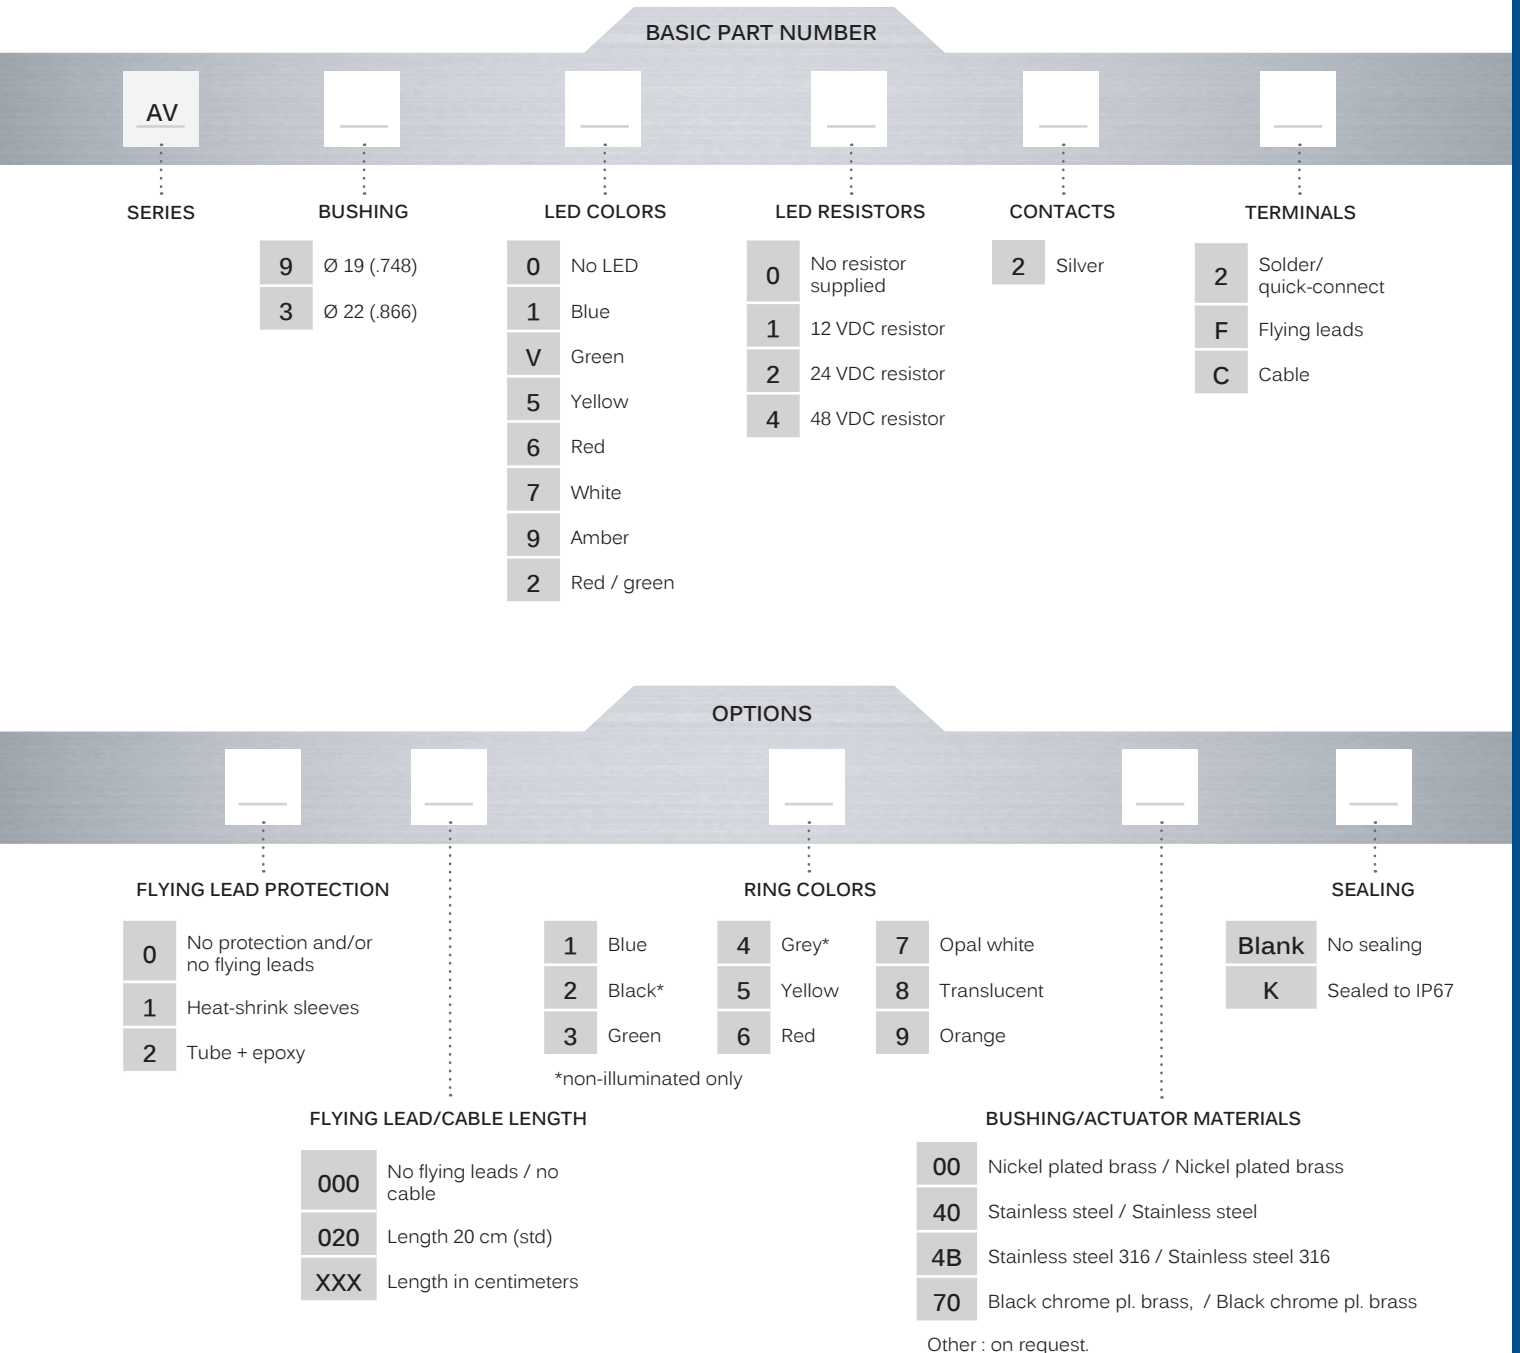 BASIC PART NUMBER
AV
SERIES
BUSHING
9 Ø 19 (.748)
3 Ø 22 (.866)
LED COLORS
0 No LED
1 Blue
V Green
5 Yellow
6 Red
7 White
9 Amber
2 Red / green
LED RESISTORS
0 No resistor
supplied
1 12 VDC resistor
2 24 VDC resistor
4 48 VDC resistor
CONTACTS
2 Silver
TERMINALS
2 Solder/
quick-connect
F Flying leads
C Cable
OPTIONS
FLYING LEAD PROTECTION
0 No protection and/or
no flying leads
1 Heat-shrink sleeves
2 Tube + epoxy
FLYING LEAD/CABLE LENGTH
000 No flying leads / no
cable
020 Length 20 cm (std)
XXX Length in centimeters
RING COLORS
1 Blue
2 Black*
3 Green
4 Grey*
5 Yellow
6 Red
7 Opal white
8 Translucent
9 Orange
*non-illuminated only
BUSHING/ACTUATOR MATERIALS
00 Nickel plated brass / Nickel plated brass
40 Stainless steel / Stainless steel
4B Stainless steel 316 / Stainless steel 316
70 Black chrome pl. brass, / Black chrome pl. brass
Other : on request.
SEALING
Blank No sealing
K Sealed to IP67